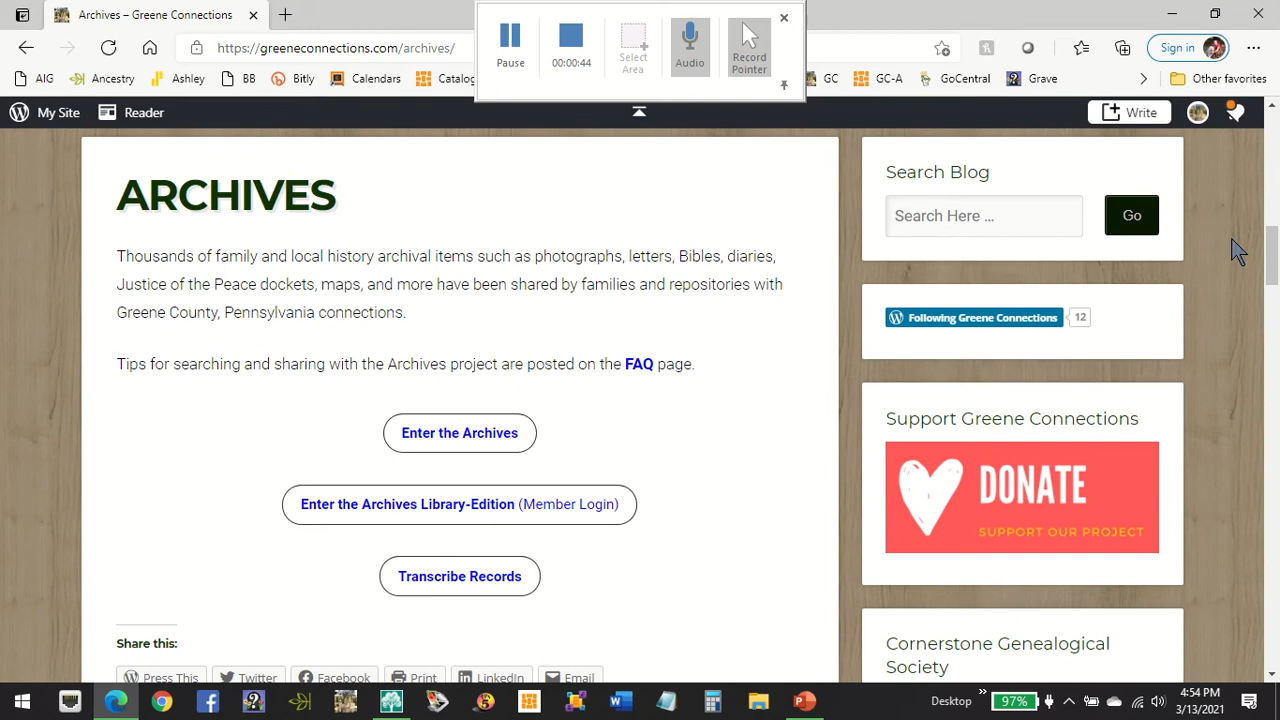 Archives – Greene Connections
https://greeneconnections.com/archives/
Sign in
AIG
Ancestry
Ashley
BB
Bitly
Calendars
Catalog
GC
GC-A
GoCentral
Grave
Other favorites
Pause
00:00:44
Select
Area
Audio
Record
Pointer
My Site
Reader
Write
ARCHIVES
Thousands of family and local history archival items such as photographs, letters, Bibles, diaries,
Justice of the Peace dockets, maps, and more have been shared by families and repositories with
Greene County, Pennsylvania connections.
Tips for searching and sharing with the Archives project are posted on the FAQ page.
Enter the Archives
Enter the Archives Library-Edition (Member Login)
Transcribe Records
Share this:
Press This
Twitter
Facebook
Print
LinkedIn
Email
Search Blog
Search Here ...
Go
Following Greene Connections
12
Support Greene Connections
DONATE
SUPPORT OUR PROJECT
Cornerstone Genealogical
Society
Desktop
97%
4:54 PM
3/13/2021